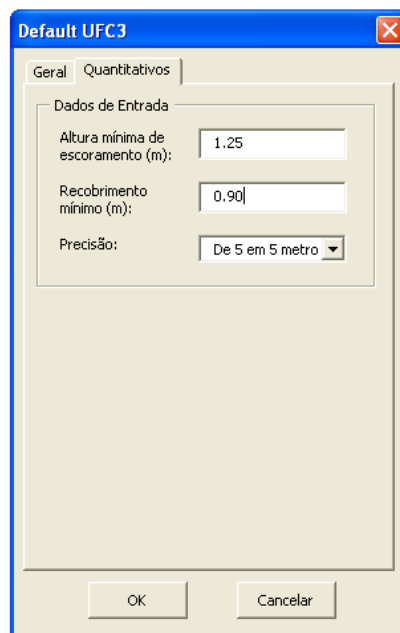 Default UFC3
Geral Quantitativos
Dados de Entrada
Altura mínima de
escoramento (m):
1.25
Recobrimento
mínimo (m):
0.90
Precisão:
De 5 em 5 metro
OK Cancelar